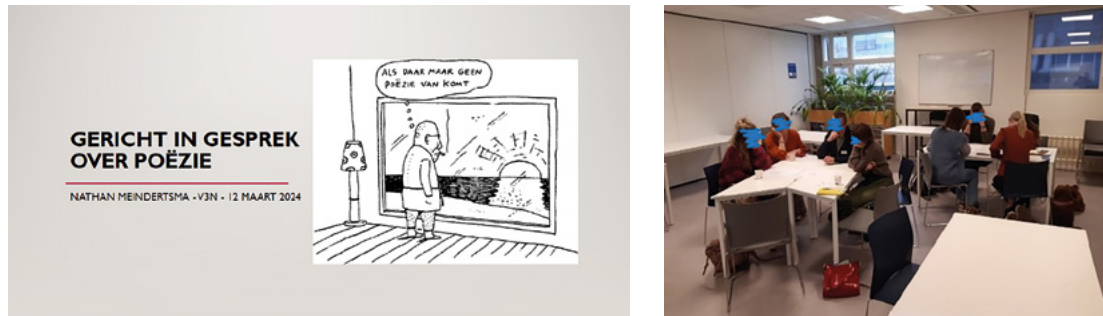 ALS DAAR MAAR GEEN
POËZIE VAN KOMT
GERICHT IN GESPREK
OVER POËZIE
NATHAN MEINDERTSMA - V3N - 12 MAART 2024